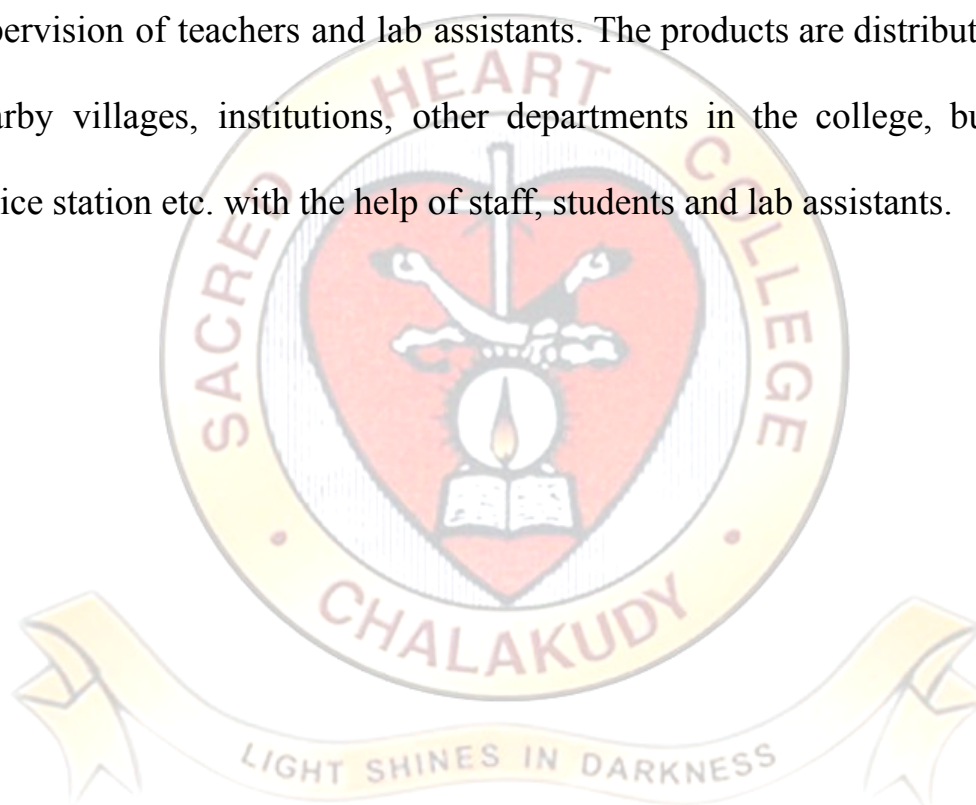 pervision of teachers and lab assistants. The products are distribut
arby villages, institutions, other departments in the college, bu
ice station etc. with the help of staff, students and lab assistants.
SACRED HEART COLLEGE
CHALAKUDY
LIGHT SHINES IN DARKNESS